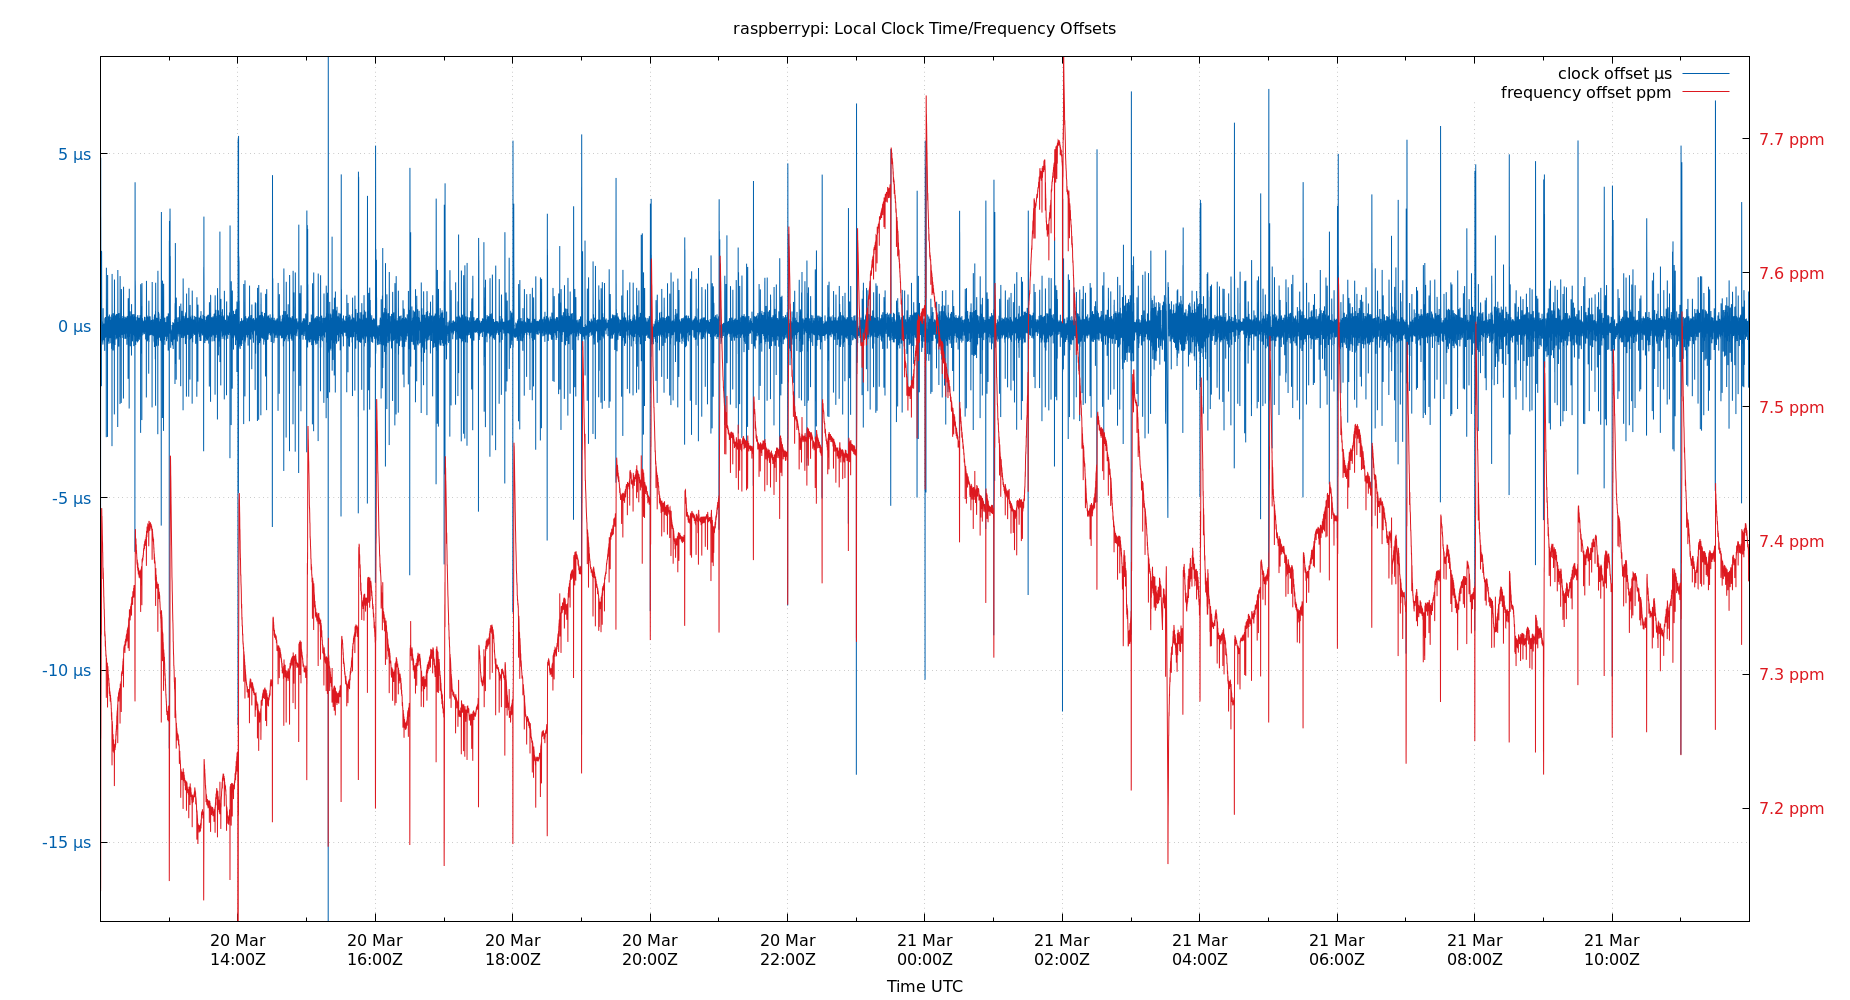 raspberrypi: Local Clock Time/Frequency Offsets
clock offset µs
frequency offset ppm
5 µs
0 µs
-5 µs
-10 µs
-15 µs
7.7 ppm
7.6 ppm
7.5 ppm
7.4 ppm
7.3 ppm
7.2 ppm
20 Mar 20 Mar 20 Mar 20 Mar 20 Mar 21 Mar 21 Mar 21 Mar 21 Mar 21 Mar 21 Mar
14:00Z 16:00Z 18:00Z 20:00Z 22:00Z 00:00Z 02:00Z 04:00Z 06:00Z 08:00Z 10:00Z
Time UTC